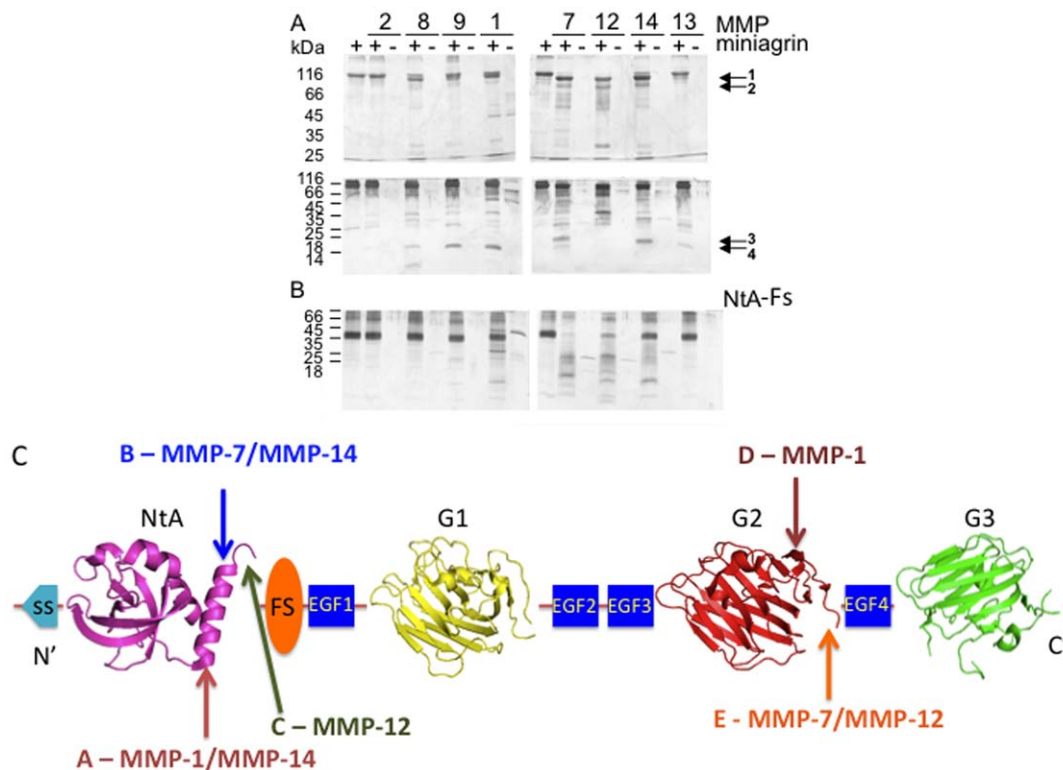 A 2 8 9 1 7 12 14 13 MMP
kDa + + - + - + - + - + + - + - + - + - miniagrin
116
66
45
35
25
1
2
116
66
45
35
25
18
14
3
4
B NtA-Fs
66
45
35
25
18
C
B – MMP-7/MMP-14
D – MMP-1
NtA
G1
G2
G3
ss
FS
EGF1
EGF2
EGF3
EGF4
N'
C
C – MMP-12
E - MMP-7/MMP-12
A – MMP-1/MMP-14